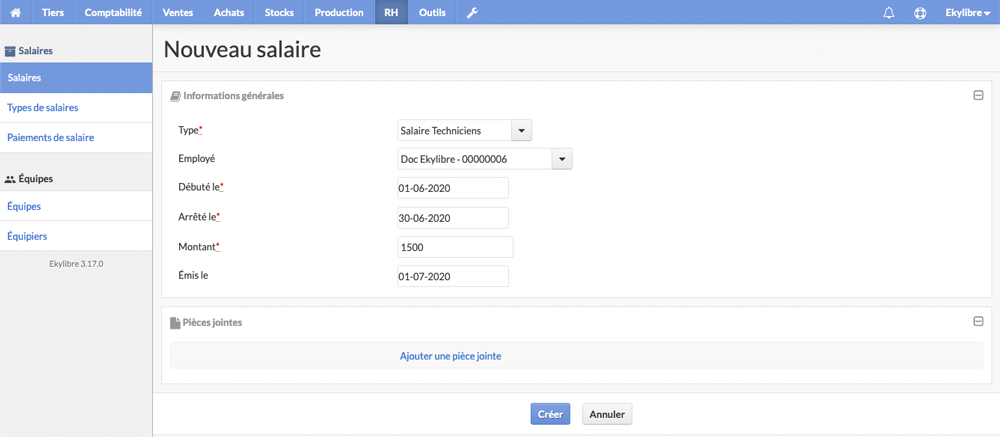 Tiers Comptabilité Ventes Achats Stocks Production RH Outils Ekylibre
Salaires
Salaires
Types de salaires
Paiements de salaire
Équipes
Équipes
Équipiers
Ekylibre 3.17.0
Nouveau salaire
Informations générales
Type* Salaire Techniciens
Employé Doc Ekylibre - 00000006
Débuté le* 01-06-2020
Arrêté le* 30-06-2020
Montant* 1500
Émis le 01-07-2020
Pièces jointes
Ajouter une pièce jointe
Créer Annuler